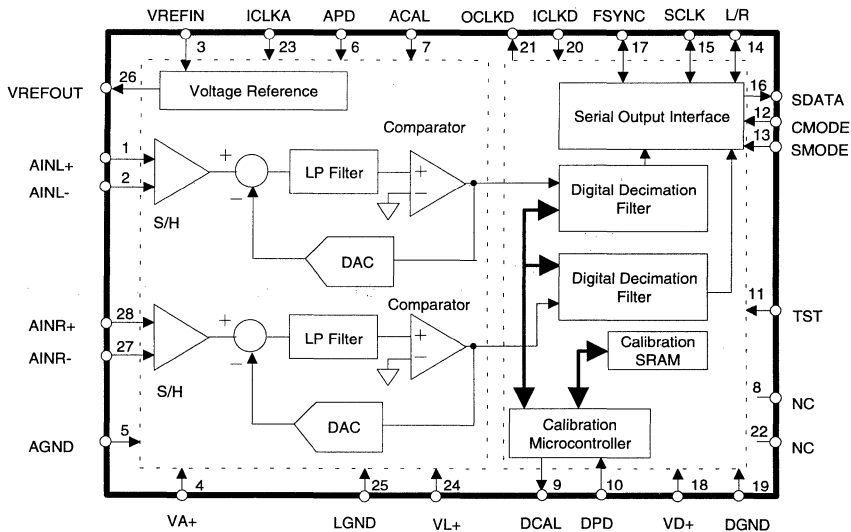 VREFIN ICLKA APD ACAL OCLKD ICLKD FSYNC SCLK L/R
3 23 6 7 21 20 17 15 14
26
VREFOUT
Voltage Reference
Serial Output Interface
16
SDATA
12
CMODE
13
SMODE
Comparator
1
AINL+
2
AINL-
+
−
LP Filter
+
−
S/H
DAC
Digital Decimation
Filter
Digital Decimation
Filter
11
TST
Comparator
28
AINR+
27
AINR-
+
−
LP Filter
+
−
S/H
DAC
Calibration
SRAM
8
NC
22
NC
5
AGND
Calibration
Microcontroller
4 25 24 9 10 18 19
VA+ LGND VL+ DCAL DPD VD+ DGND